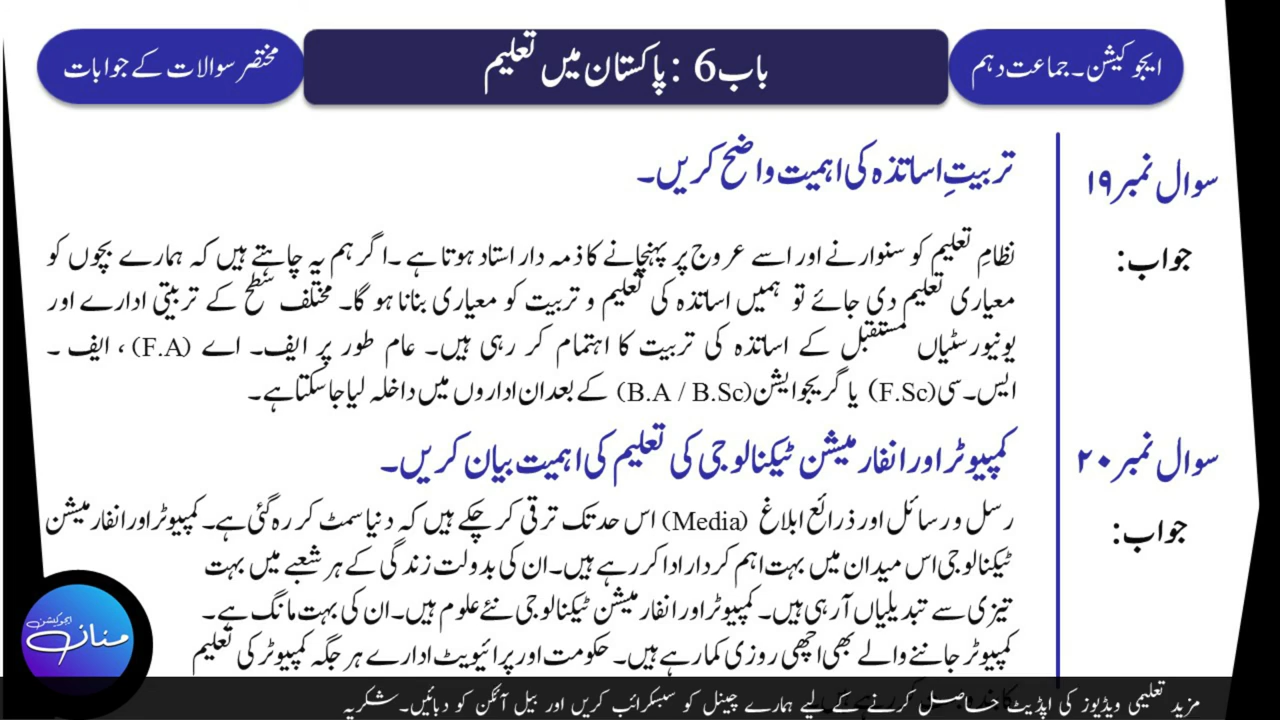 ایجوکیشن۔ جماعت دہم
باب 6 : پاکستان میں تعلیم
مختصر سوالات کے جوابات
سوال نمبر ۱۹
تربیتِ اساتذہ کی اہمیت واضح کریں۔
جواب:
نظامِ تعلیم کو سنوارنے اور اسے عروج پر پہنچانے کا ذمہ دار استاد ہوتا ہے ۔اگر ہم یہ چاہتے ہیں کہ ہمارے بچوں کو
معیاری تعلیم دی جائے تو ہمیں اساتذہ کی تعلیم و تربیت کو معیاری بنانا ہو گا۔ مختلف سطح کے تربیتی ادارے اور
یونیورسٹیاں مستقبل کے اساتذہ کی تربیت کا اہتمام کر رہی ہیں۔ عام طور پر ایف۔ اے (F.A) ، ایف ۔
ایس۔ سی(F.Sc) یا گریجوایشن(B.A / B.Sc) کے بعد ان اداروں میں داخلہ لیا جا سکتا ہے۔
سوال نمبر ۲۰
کمپیوٹر اور انفارمیشن ٹیکنالوجی کی تعلیم کی اہمیت بیان کریں۔
جواب:
رسل و رسائل اور ذرائع ابلاغ (Media) اس حد تک ترقی کر چکے ہیں کہ دنیا سمٹ کر رہ گئی ہے۔ کمپیوٹر اور انفارمیشن
ٹیکنالوجی اس میدان میں بہت اہم کردار ادا کر رہے ہیں۔ ان کی بدولت زندگی کے ہر شعبے میں بہت
تیزی سے تبدیلیاں آ رہی ہیں۔ کمپیوٹر اور انفارمیشن ٹیکنالوجی نئے علوم ہیں۔ ان کی بہت مانگ ہے۔
کمپیوٹر جاننے والے بھی اچھی روزی کما رہے ہیں۔ حکومت اور پرائیویٹ ادارے ہر جگہ کمپیوٹر کی تعلیم
ایجوکیشن
منانے
مزید تعلیمی ویڈیوز کی اپڈیٹ حاصل کرنے کے لیے ہمارے چینل کو سبسکرائب کریں اور بیل آئکن کو دبائیں۔ شکریہ